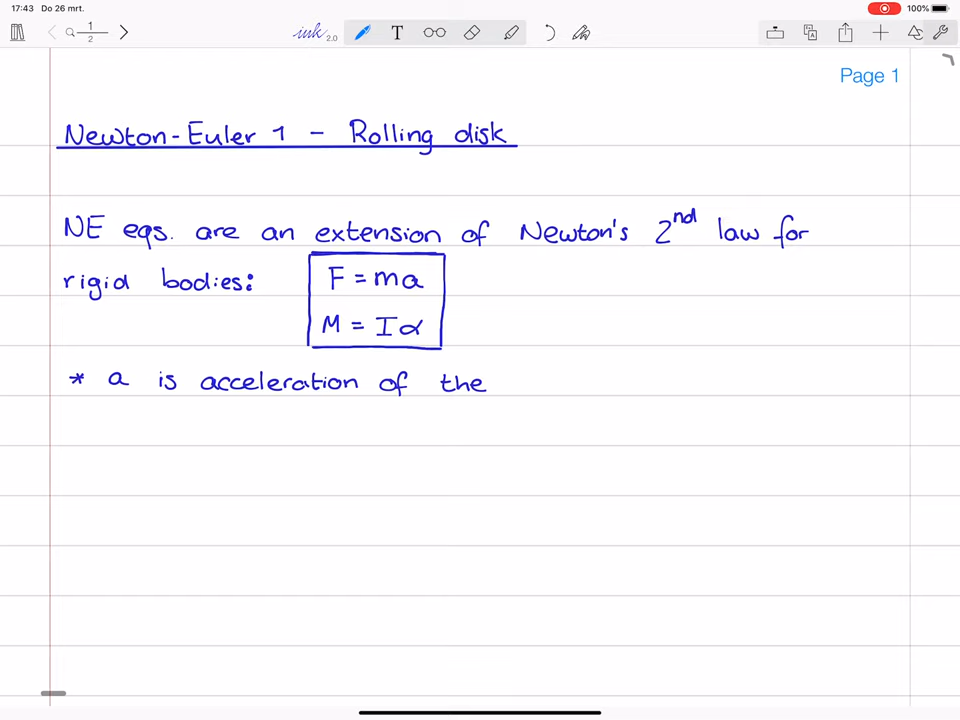 17:43 Do 26 mrt. 100%
1
2
ink 2.0 T
Page 1
Newton-Euler 1 - Rolling disk
NE eqs. are an extension of Newton's 2nd law for
rigid bodies: F = ma
M = Iα
* a is acceleration of the